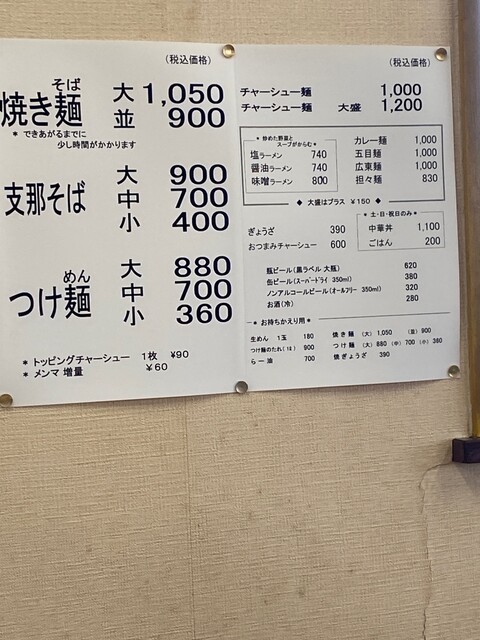 (税込価格)
焼き麺 そば 大 1,050
並 900
* できあがるまでに
少し時間がかかります
支那そば 大 900
中 700
小 400
つけ麺 めん 大 880
中 700
小 360
* トッピングチャーシュー 1枚 ¥90
* メンマ 増量 ¥60
(税込価格)
チャーシュー麺 1,000
チャーシュー麺 大盛 1,200
* 炒めた野菜と
スープがからむ *
塩ラーメン 740
醤油ラーメン 740
味噌ラーメン 800
カレー麺 1,000
五目麺 1,000
広東麺 1,000
担々麺 830
◆ 大盛はプラス ¥150 ◆
ぎょうざ 390
おつまみチャーシュー 600
* 土・日・祝日のみ *
中華丼 1,100
ごはん 200
瓶ビール (黒ラベル 大瓶) 620
缶ビール (スーパードライ 350ml) 380
ノンアルコールビール (オールフリー 350ml) 320
お酒 (冷) 280
* お持ちかえり用 *
生めん 1玉 180
つけ麺のたれ 900
らー油 700
焼き麺 (大) 1,050 (並) 900
つけ麺 (大) 880 (中) 700 (小) 360
焼ぎょうざ 390